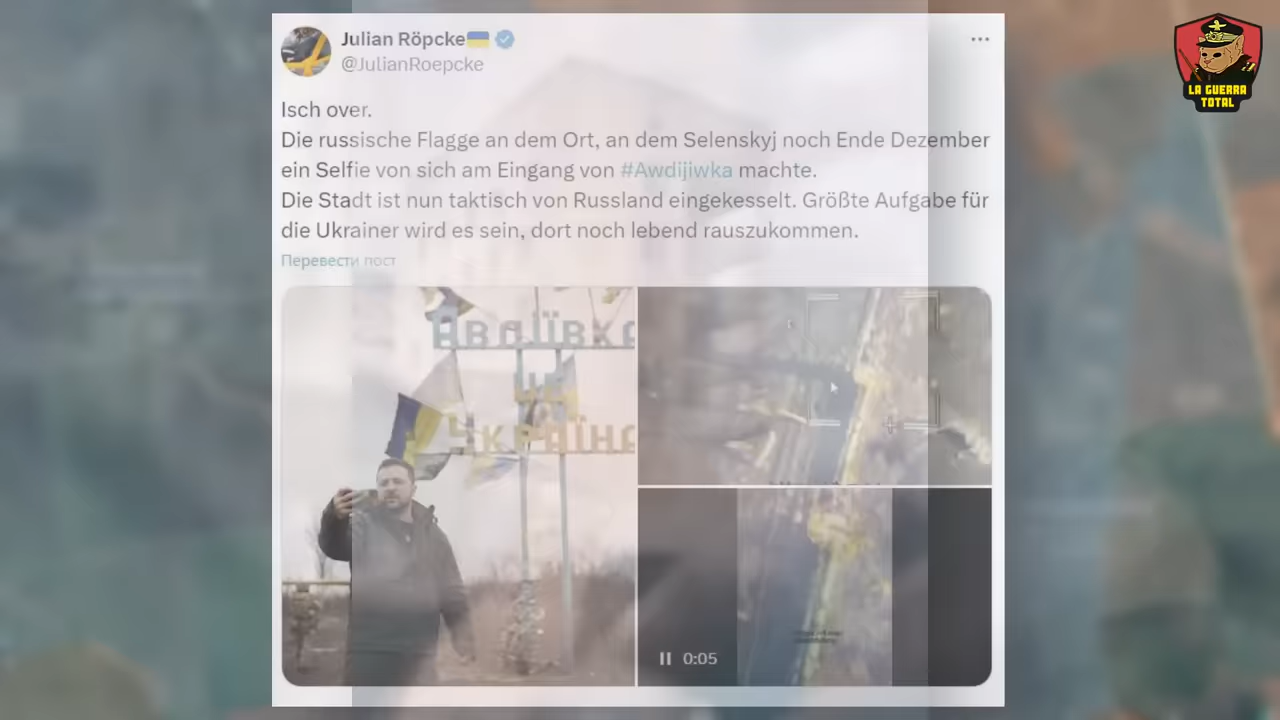 Julian Röpcke
@JulianRoepcke
Isch over.
Die russische Flagge an dem Ort, an dem Selenskyj noch Ende Dezember
ein Selfie von sich am Eingang von #Awdijiwka machte.
Die Stadt ist nun taktisch von Russland eingekesselt. Größte Aufgabe für
die Ukrainer wird es sein, dort noch lebend rauszukommen.
Перевести пост
Авдіївка
це
Україна
0:05
LA GUERRA
TOTAL